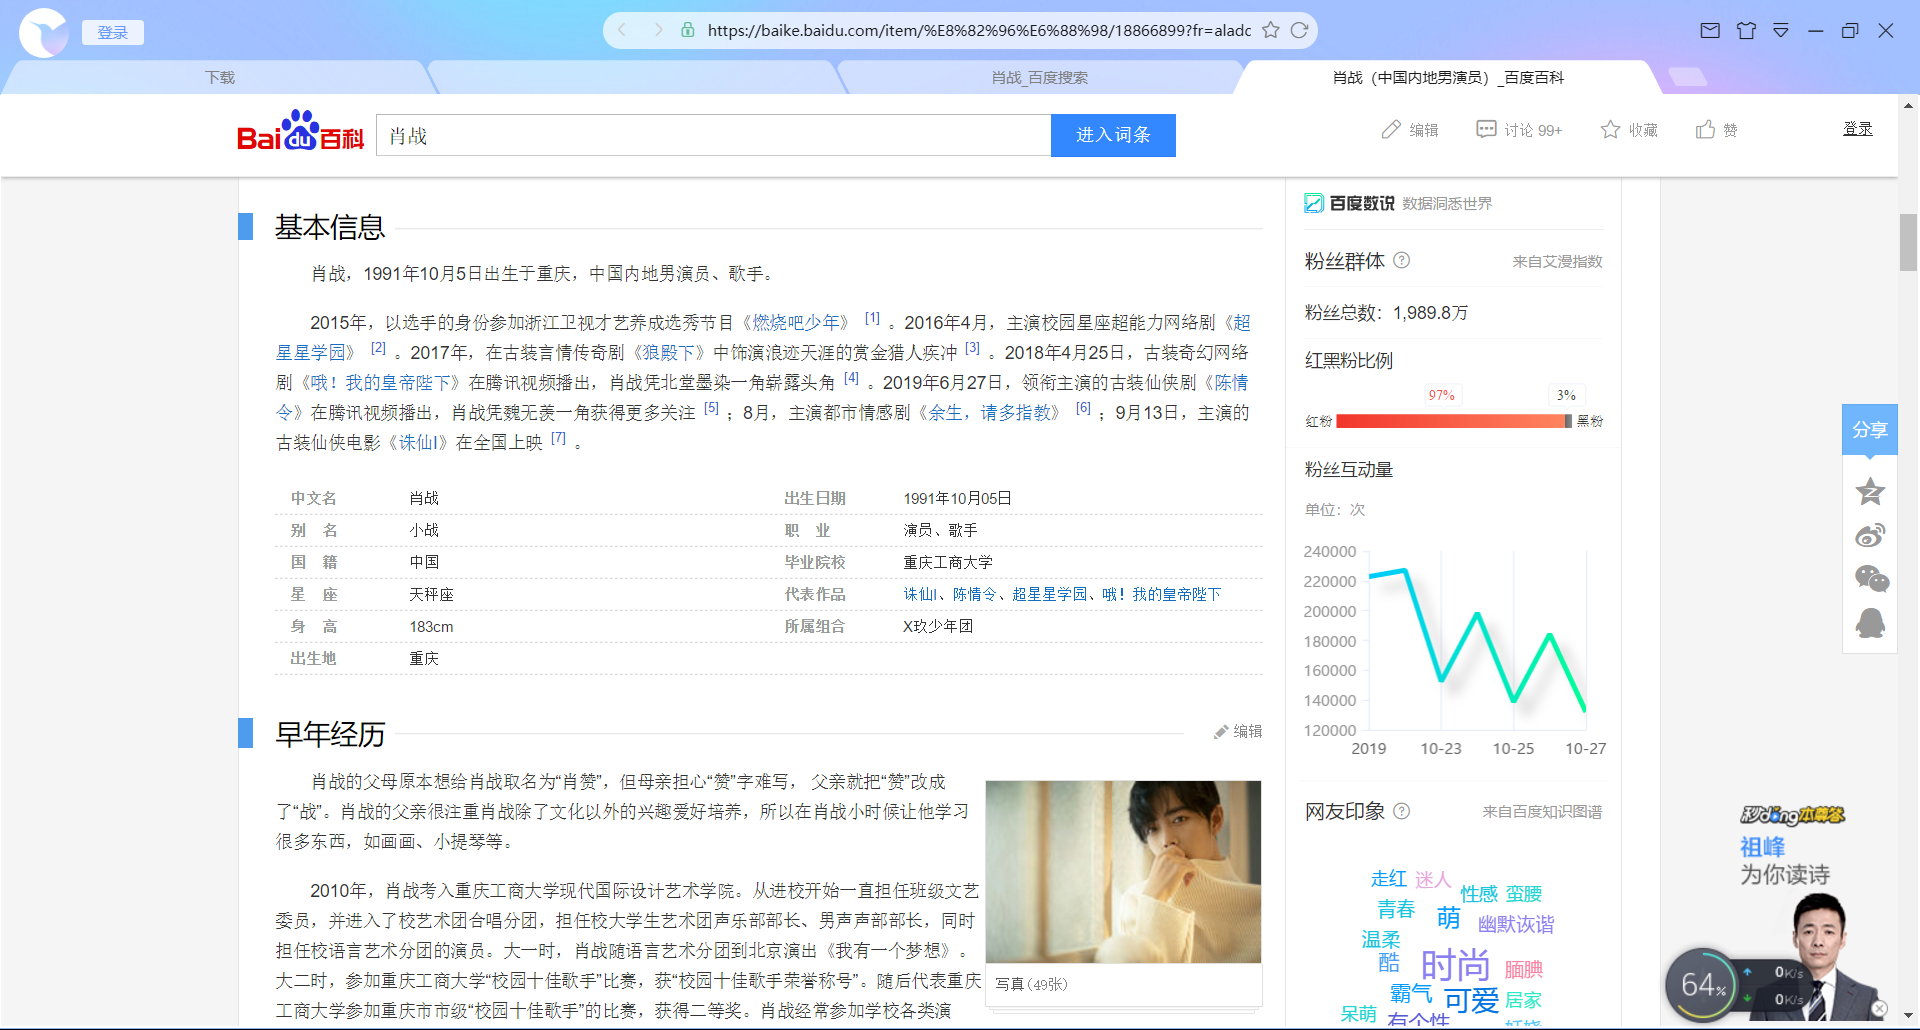 登录
https://baike.baidu.com/item/%E8%82%96%E6%88%98/18866899?fr=aladd
下载
肖战_百度搜索
肖战（中国内地男演员）_百度百科
Bai du 百科
肖战
进入词条
编辑
讨论 99+
收藏
赞
登录
基本信息
肖战，1991年10月5日出生于重庆，中国内地男演员、歌手。
2015年，以选手的身份参加浙江卫视才艺养成选秀节目《燃烧吧少年》 [1] 。2016年4月，主演校园星座超能力网络剧《超
星星学园》 [2] 。2017年，在古装言情传奇剧《狼殿下》中饰演浪迹天涯的赏金猎人疾冲 [3] 。2018年4月25日，古装奇幻网络
剧《哦！我的皇帝陛下》在腾讯视频播出，肖战凭北堂墨染一角崭露头角 [4] 。2019年6月27日，领衔主演的古装仙侠剧《陈情
令》在腾讯视频播出，肖战凭魏无羡一角获得更多关注 [5] ；8月，主演都市情感剧《余生，请多指教》 [6] ；9月13日，主演的
古装仙侠电影《诛仙Ⅰ》在全国上映 [7] 。
中文名 肖战 出生日期 1991年10月05日
别 名 小战 职 业 演员、歌手
国 籍 中国 毕业院校 重庆工商大学
星 座 天秤座 代表作品 诛仙Ⅰ、陈情令、超星星学园、哦！我的皇帝陛下
身 高 183cm 所属组合 X玖少年团
出生地 重庆
早年经历
编辑
肖战的父母原本想给肖战取名为“肖赞”，但母亲担心“赞”字难写， 父亲就把“赞”改成
了“战”。肖战的父亲很注重肖战除了文化以外的兴趣爱好培养，所以在肖战小时候让他学习
很多东西，如画画、小提琴等。
2010年，肖战考入重庆工商大学现代国际设计艺术学院。从进校开始一直担任班级文艺
委员，并进入了校艺术团合唱分团，担任校大学生艺术团声乐部部长、男声声部部长，同时
担任校语言艺术分团的演员。大一时，肖战随语言艺术分团到北京演出《我有一个梦想》。
大二时，参加重庆工商大学“校园十佳歌手”比赛，获“校园十佳歌手荣誉称号”。随后代表重庆
工商大学参加重庆市市级“校园十佳歌手”的比赛，获得二等奖。肖战经常参加学校各类演
写真(49张)
百度数说 数据洞悉世界
粉丝群体 ? 来自艾漫指数
粉丝总数：1,989.8万
红黑粉比例
97% 3%
红粉 黑粉
粉丝互动量
单位：次
240000
220000
200000
180000
160000
140000
120000
2019 10-23 10-25 10-27
网友印象 ? 来自百度知识图谱
走红 迷人 性感 蛮腰
青春 萌 幽默诙谐
温柔
酷 时尚 腼腆
霸气 可爱 居家
呆萌 有个性
分享
秒dong本尊答
祖峰
为你读诗
64%
0K/s
0K/s